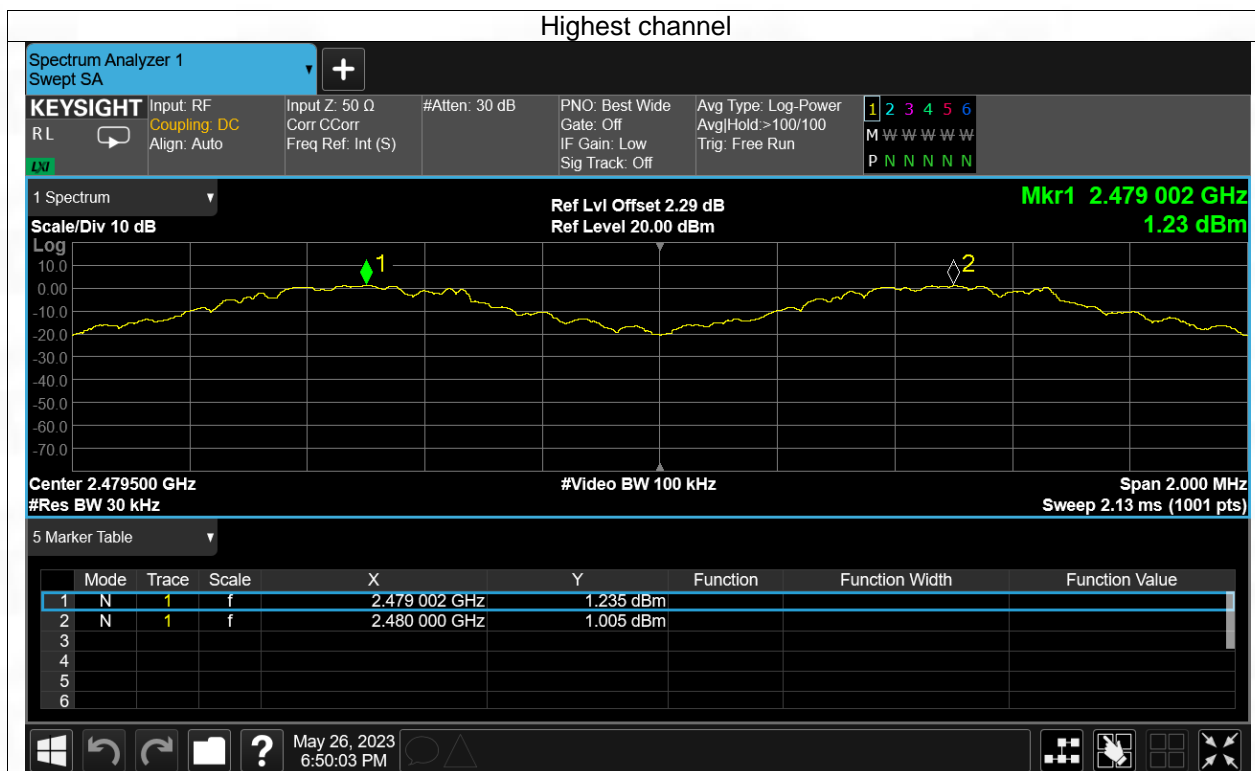 Highest channel
Spectrum Analyzer 1
Swept SA
+
KEYSIGHT
RL
LXI
Input: RF
Coupling: DC
Align: Auto
Input Z: 50 Ω
Corr CCorr
Freq Ref: Int (S)
#Atten: 30 dB
PNO: Best Wide
Gate: Off
IF Gain: Low
Sig Track: Off
Avg Type: Log-Power
Avg|Hold:>100/100
Trig: Free Run
1 2 3 4 5 6
M W W W W W
P N N N N N
1 Spectrum
Scale/Div 10 dB
Ref Lvl Offset 2.29 dB
Ref Level 20.00 dBm
Mkr1 2.479 002 GHz
1.23 dBm
Log
10.0
0.00
-10.0
-20.0
-30.0
-40.0
-50.0
-60.0
-70.0
1
2
Center 2.479500 GHz
#Res BW 30 kHz
#Video BW 100 kHz
Span 2.000 MHz
Sweep 2.13 ms (1001 pts)
5 Marker Table
Mode Trace Scale X Y Function Function Width Function Value
1 N 1 f 2.479 002 GHz 1.235 dBm
2 N 1 f 2.480 000 GHz 1.005 dBm
3
4
5
6
?
May 26, 2023
6:50:03 PM